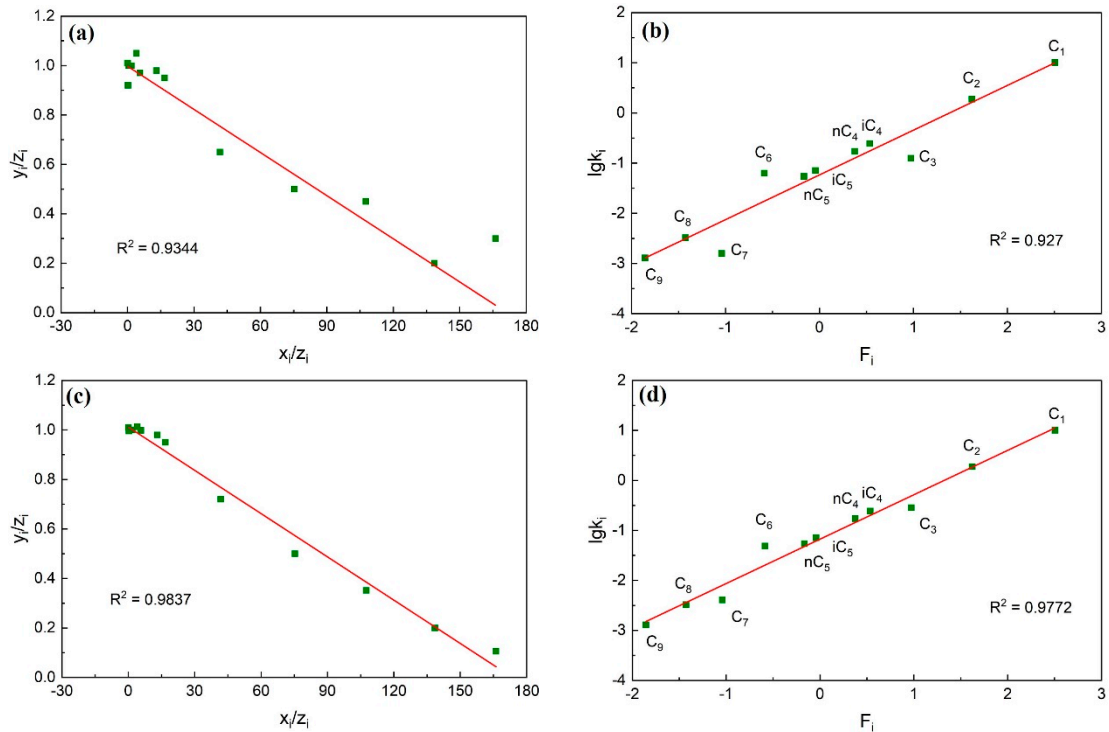 (a)
1.2
1.0
0.8
0.6
0.4
0.2
0.0
yᵢ/zᵢ
R² = 0.9344
-30 0 30 60 90 120 150 180
xᵢ/zᵢ
(b)
2
1
0
-1
-2
-3
-4
lgkᵢ
C₁
C₂
nC₄ iC₄
C₆
C₃
nC₅ iC₅
C₈
C₇
C₉
R² = 0.927
-2 -1 0 1 2 3
Fᵢ
(c)
1.2
1.0
0.8
0.6
0.4
0.2
0.0
yᵢ/zᵢ
R² = 0.9837
-30 0 30 60 90 120 150 180
xᵢ/zᵢ
(d)
2
1
0
-1
-2
-3
-4
lgkᵢ
C₁
C₂
nC₄ iC₄
C₆
C₃
nC₅ iC₅
C₈
C₇
C₉
R² = 0.9772
-2 -1 0 1 2 3
Fᵢ